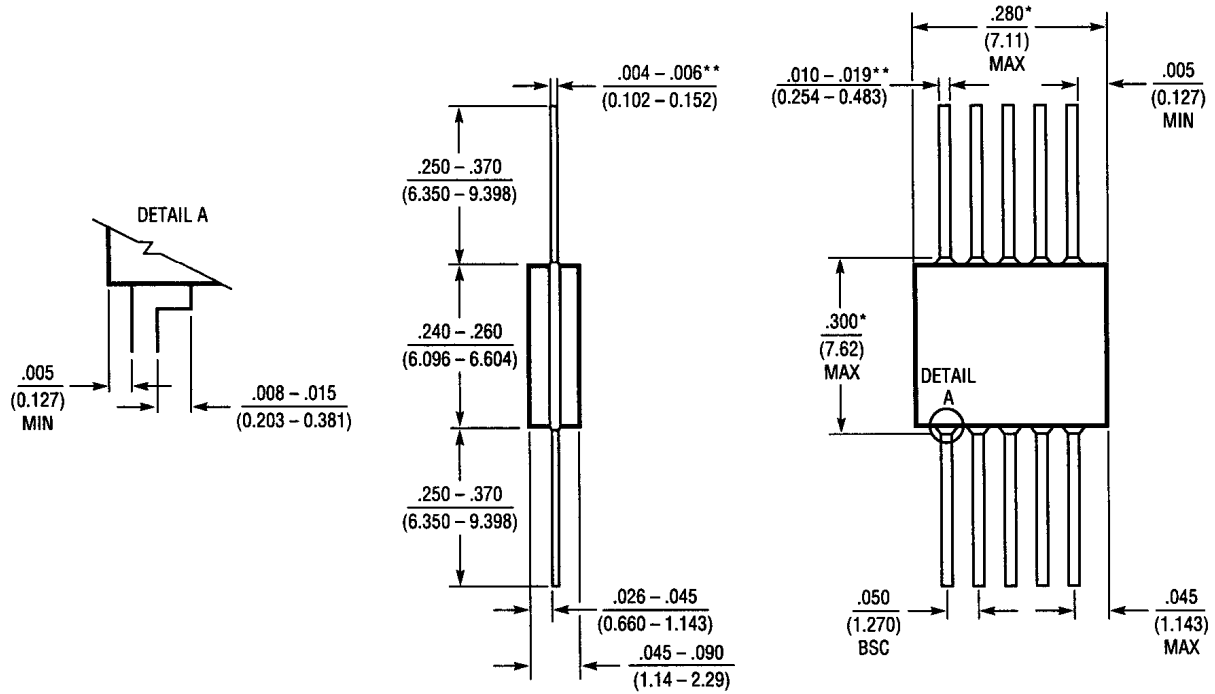 DETAIL A
.005
(0.127)
MIN
.008 – .015
(0.203 – 0.381)
.004 – .006**
(0.102 – 0.152)
.250 – .370
(6.350 – 9.398)
.240 – .260
(6.096 – 6.604)
.250 – .370
(6.350 – 9.398)
.026 – .045
(0.660 – 1.143)
.045 – .090
(1.14 – 2.29)
.280*
(7.11)
MAX
.010 – .019**
(0.254 – 0.483)
.005
(0.127)
MIN
.300*
(7.62)
MAX
DETAIL
A
.050
(1.270)
BSC
.045
(1.143)
MAX